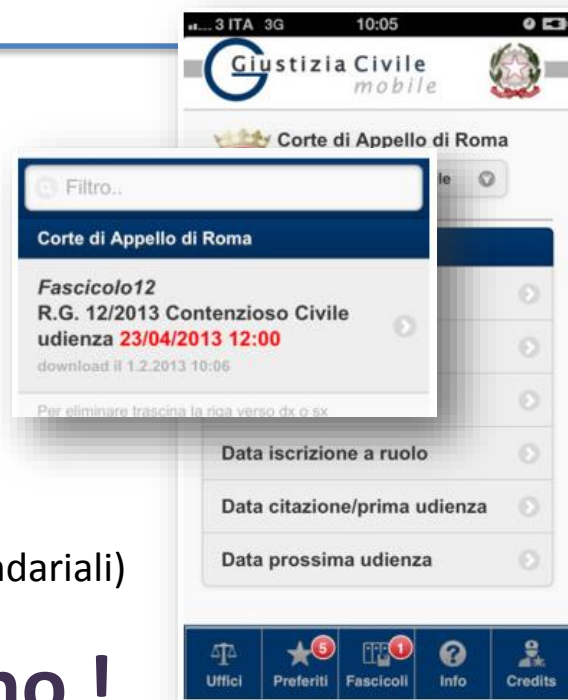 3 ITA 3G 10:05
Giustizia Civile
mobile
Corte di Appello di Roma
le
Filtro..
Corte di Appello di Roma
Fascicolo12
R.G. 12/2013 Contenzioso Civile
udienza 23/04/2013 12:00
download il 1.2.2013 10:06
Per eliminare trascina la riga verso dx o sx
Data iscrizione a ruolo
Data citazione/prima udienza
Data prossima udienza
ndariali)
no !
5 1
Uffici Preferiti Fascicoli Info Credits